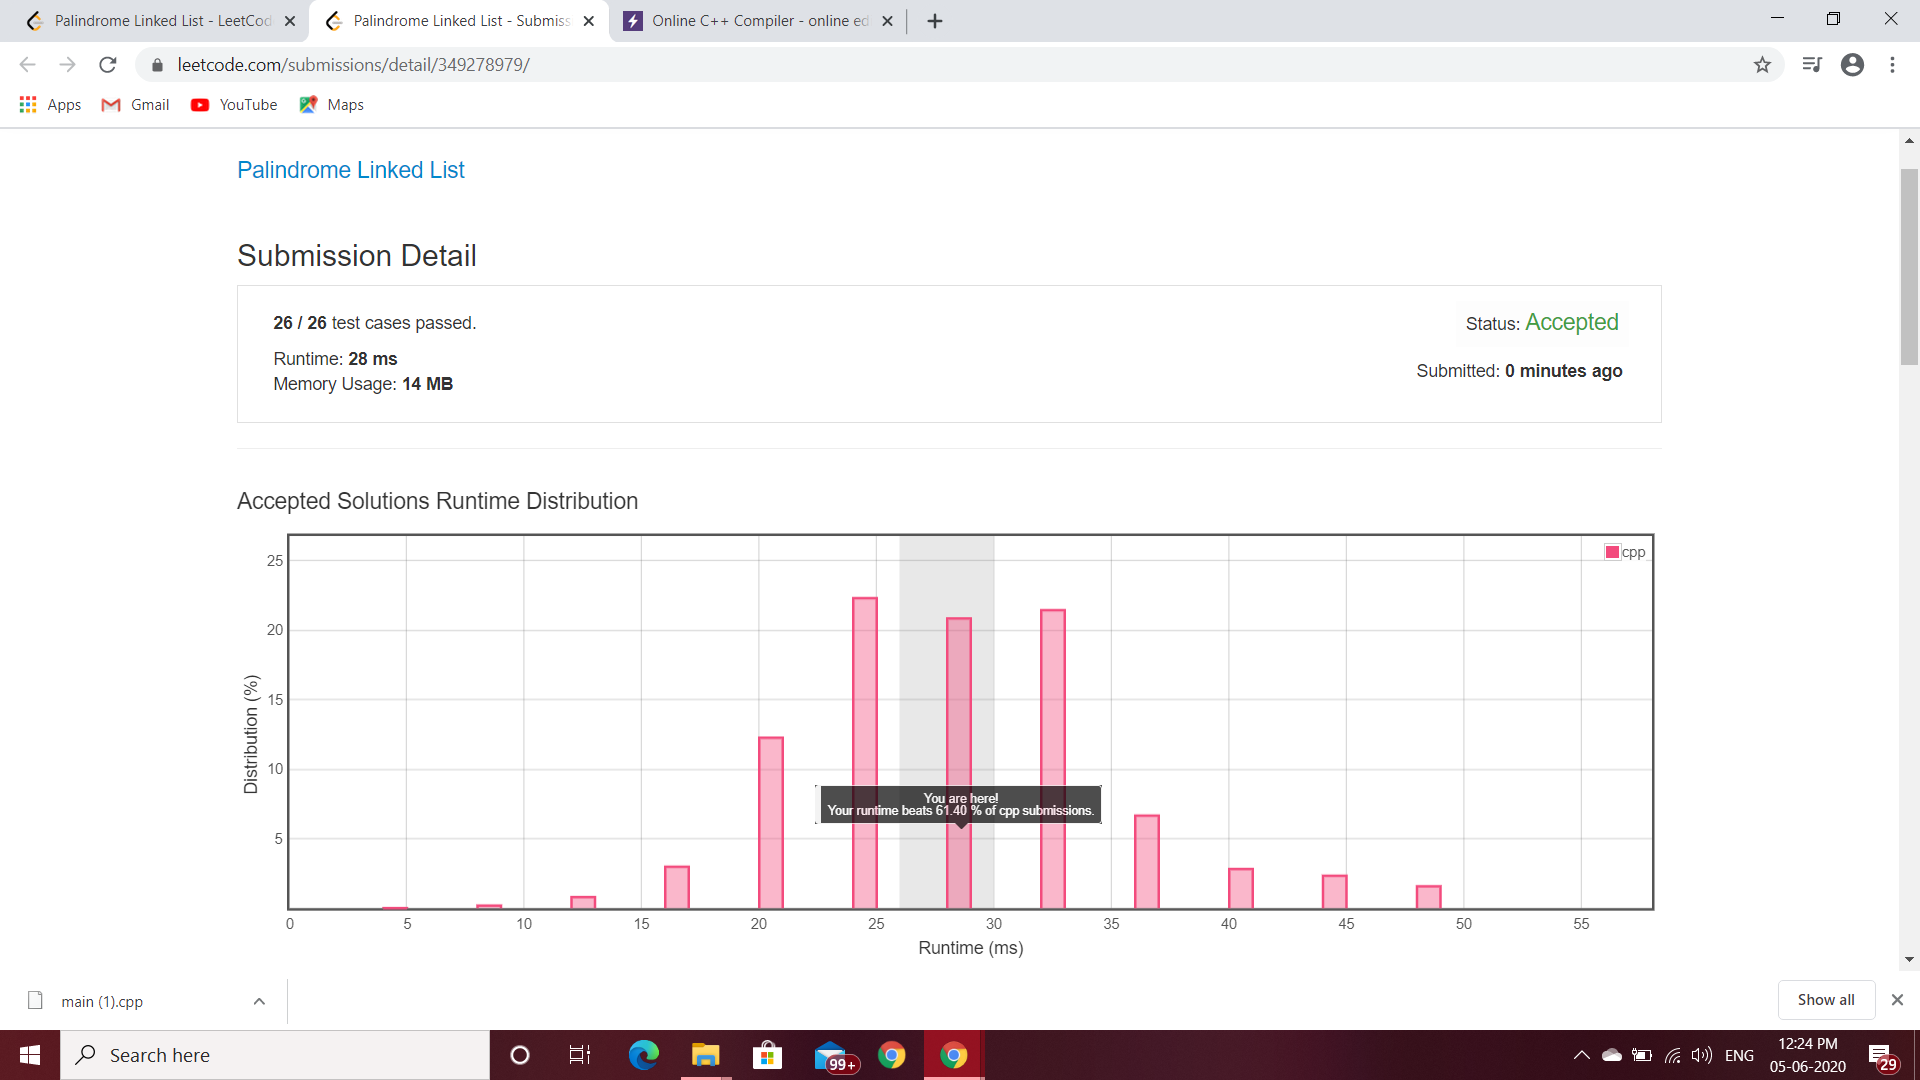 Palindrome Linked List - LeetCod
Palindrome Linked List - Submiss
Online C++ Compiler - online ed
leetcode.com/submissions/detail/349278979/
Apps
Gmail
YouTube
Maps
Palindrome Linked List
Submission Detail
26 / 26 test cases passed.
Status: Accepted
Runtime: 28 ms
Submitted: 0 minutes ago
Memory Usage: 14 MB
Accepted Solutions Runtime Distribution
cpp
25
20
15
10
5
Distribution (%)
You are here!
Your runtime beats 61.40 % of cpp submissions.
0 5 10 15 20 25 30 35 40 45 50 55
Runtime (ms)
main (1).cpp
Show all
Search here
99+
ENG
12:24 PM
05-06-2020
29